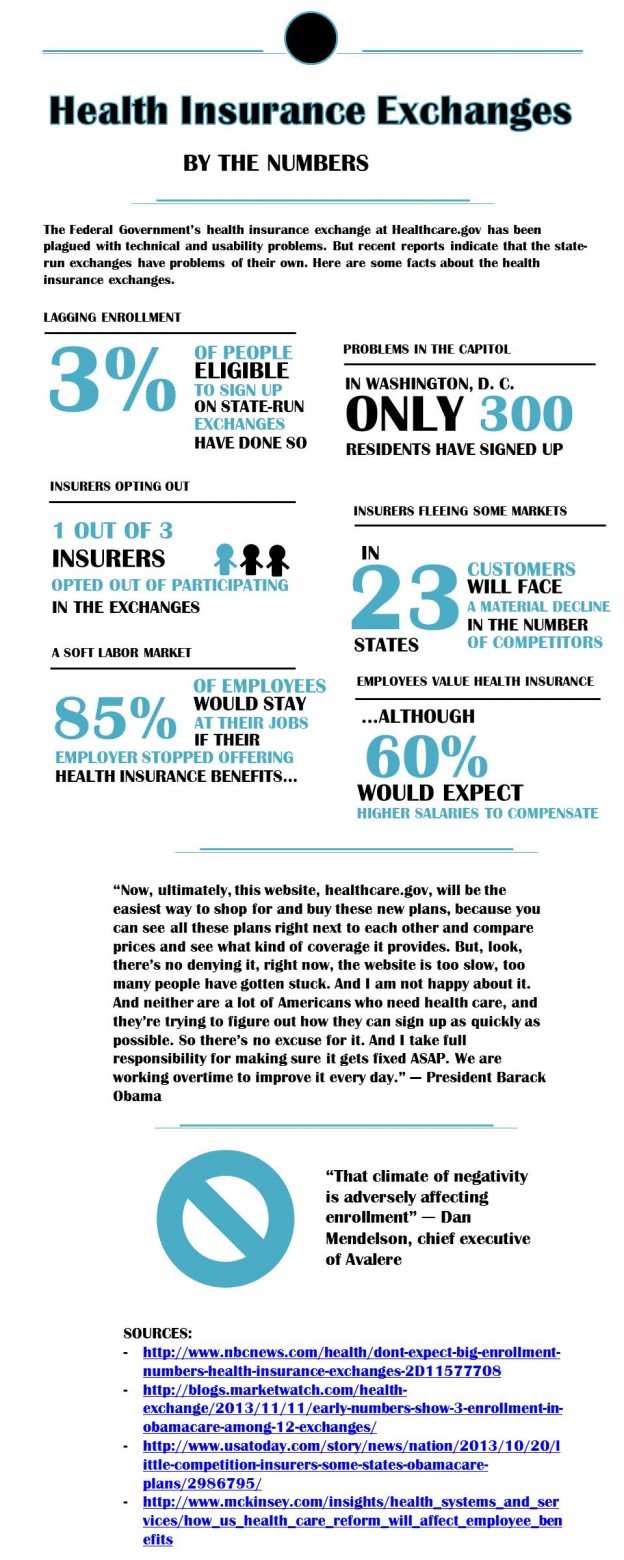 Health Insurance Exchanges
BY THE NUMBERS
The Federal Government's health insurance exchange at Healthcare.gov has been
plagued with technical and usability problems. But recent reports indicate that the state-
run exchanges have problems of their own. Here are some facts about the health
insurance exchanges.
LAGGING ENROLLMENT
3%
OF PEOPLE
ELIGIBLE
TO SIGN UP
ON STATE-RUN
EXCHANGES
HAVE DONE SO
PROBLEMS IN THE CAPITOL
IN WASHINGTON, D. C.
ONLY 300
RESIDENTS HAVE SIGNED UP
INSURERS OPTING OUT
1 OUT OF 3
INSURERS
OPTED OUT OF PARTICIPATING
IN THE EXCHANGES
INSURERS FLEEING SOME MARKETS
IN
23
STATES
CUSTOMERS
WILL FACE
A MATERIAL DECLINE
IN THE NUMBER
OF COMPETITORS
A SOFT LABOR MARKET
85%
OF EMPLOYEES
WOULD STAY
AT THEIR JOBS
IF THEIR
EMPLOYER STOPPED OFFERING
HEALTH INSURANCE BENEFITS...
EMPLOYEES VALUE HEALTH INSURANCE
...ALTHOUGH
60%
WOULD EXPECT
HIGHER SALARIES TO COMPENSATE
“Now, ultimately, this website, healthcare.gov, will be the
easiest way to shop for and buy these new plans, because you
can see all these plans right next to each other and compare
prices and see what kind of coverage it provides. But, look,
there's no denying it, right now, the website is too slow, too
many people have gotten stuck. And I am not happy about it.
And neither are a lot of Americans who need health care, and
they're trying to figure out how they can sign up as quickly as
possible. So there's no excuse for it. And I take full
responsibility for making sure it gets fixed ASAP. We are
working overtime to improve it every day.” — President Barack
Obama
“That climate of negativity
is adversely affecting
enrollment” — Dan
Mendelson, chief executive
of Avalere
SOURCES:
- http://www.nbcnews.com/health/dont-expect-big-enrollment-
numbers-health-insurance-exchanges-2D11577708
- http://blogs.marketwatch.com/health-
exchange/2013/11/11/early-numbers-show-3-enrollment-in-
obamacare-among-12-exchanges/
- http://www.usatoday.com/story/news/nation/2013/10/20/l
ittle-competition-insurers-some-states-obamacare-
plans/2986795/
- http://www.mckinsey.com/insights/health_systems_and_ser
vices/how_us_health_care_reform_will_affect_employee_ben
efits